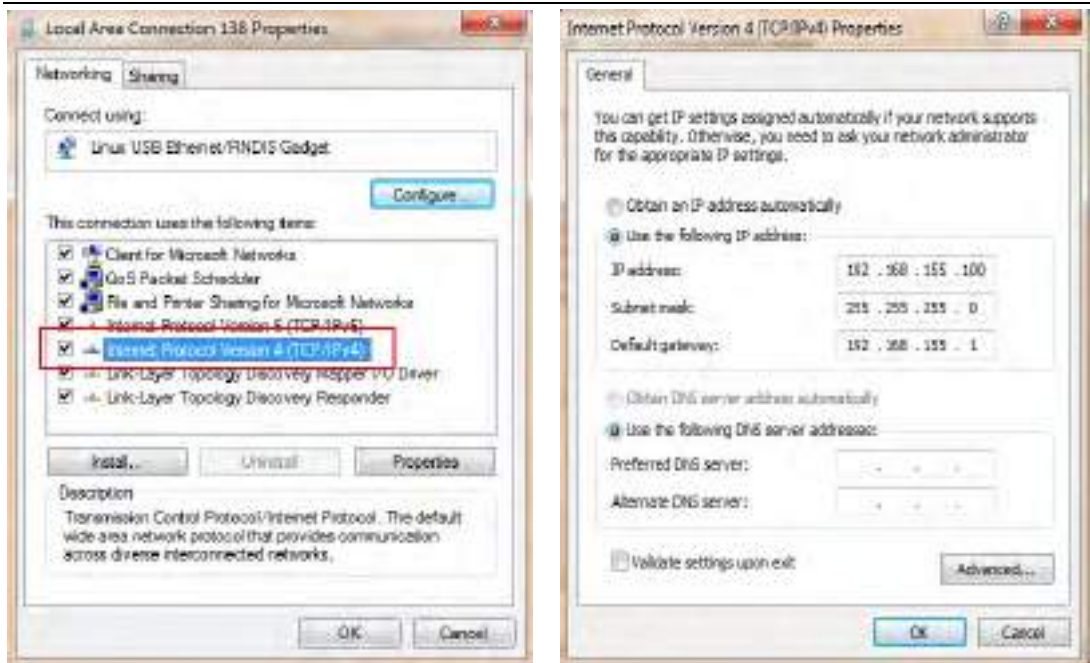 Local Area Connection 138 Properties
Networking
Sharing
Connect using:
Linux USB Ethernet/RNDIS Gadget
Configure...
This connection uses the following items:
Client for Microsoft Networks
QoS Packet Scheduler
File and Printer Sharing for Microsoft Networks
Internet Protocol Version 6 (TCP/IPv6)
Internet Protocol Version 4 (TCP/IPv4)
Link-Layer Topology Discovery Mapper I/O Driver
Link-Layer Topology Discovery Responder
Install...
Uninstall
Properties
Description
Transmission Control Protocol/Internet Protocol. The default
wide area network protocol that provides communication
across diverse interconnected networks.
OK
Cancel
Internet Protocol Version 4 (TCP/IPv4) Properties
General
You can get IP settings assigned automatically if your network supports
this capability. Otherwise, you need to ask your network administrator
for the appropriate IP settings.
Obtain an IP address automatically
Use the following IP address:
IP address:
192 . 168 . 155 . 100
Subnet mask:
255 . 255 . 255 . 0
Default gateway:
192 . 168 . 155 . 1
Obtain DNS server address automatically
Use the following DNS server addresses:
Preferred DNS server:
Alternate DNS server:
Validate settings upon exit
Advanced...
OK
Cancel